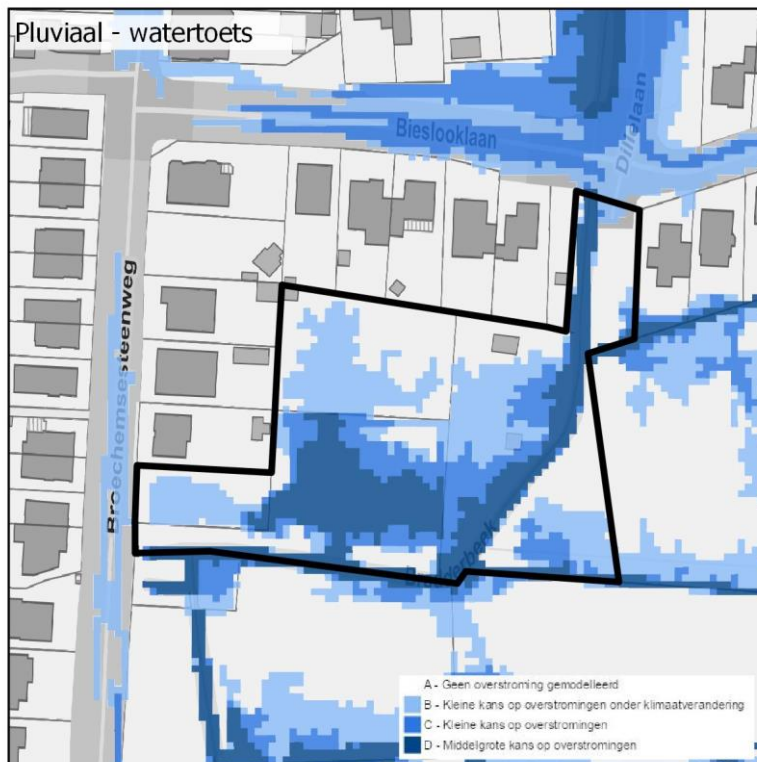 Pluviaal - watertoets
Bieslooklaan
Dillelaan
Broechemsesteenweg
A - Geen overstroming gemodelleerd
B - Kleine kans op overstromingen onder klimaatverandering
C - Kleine kans op overstromingen
D - Middelgrote kans op overstromingen